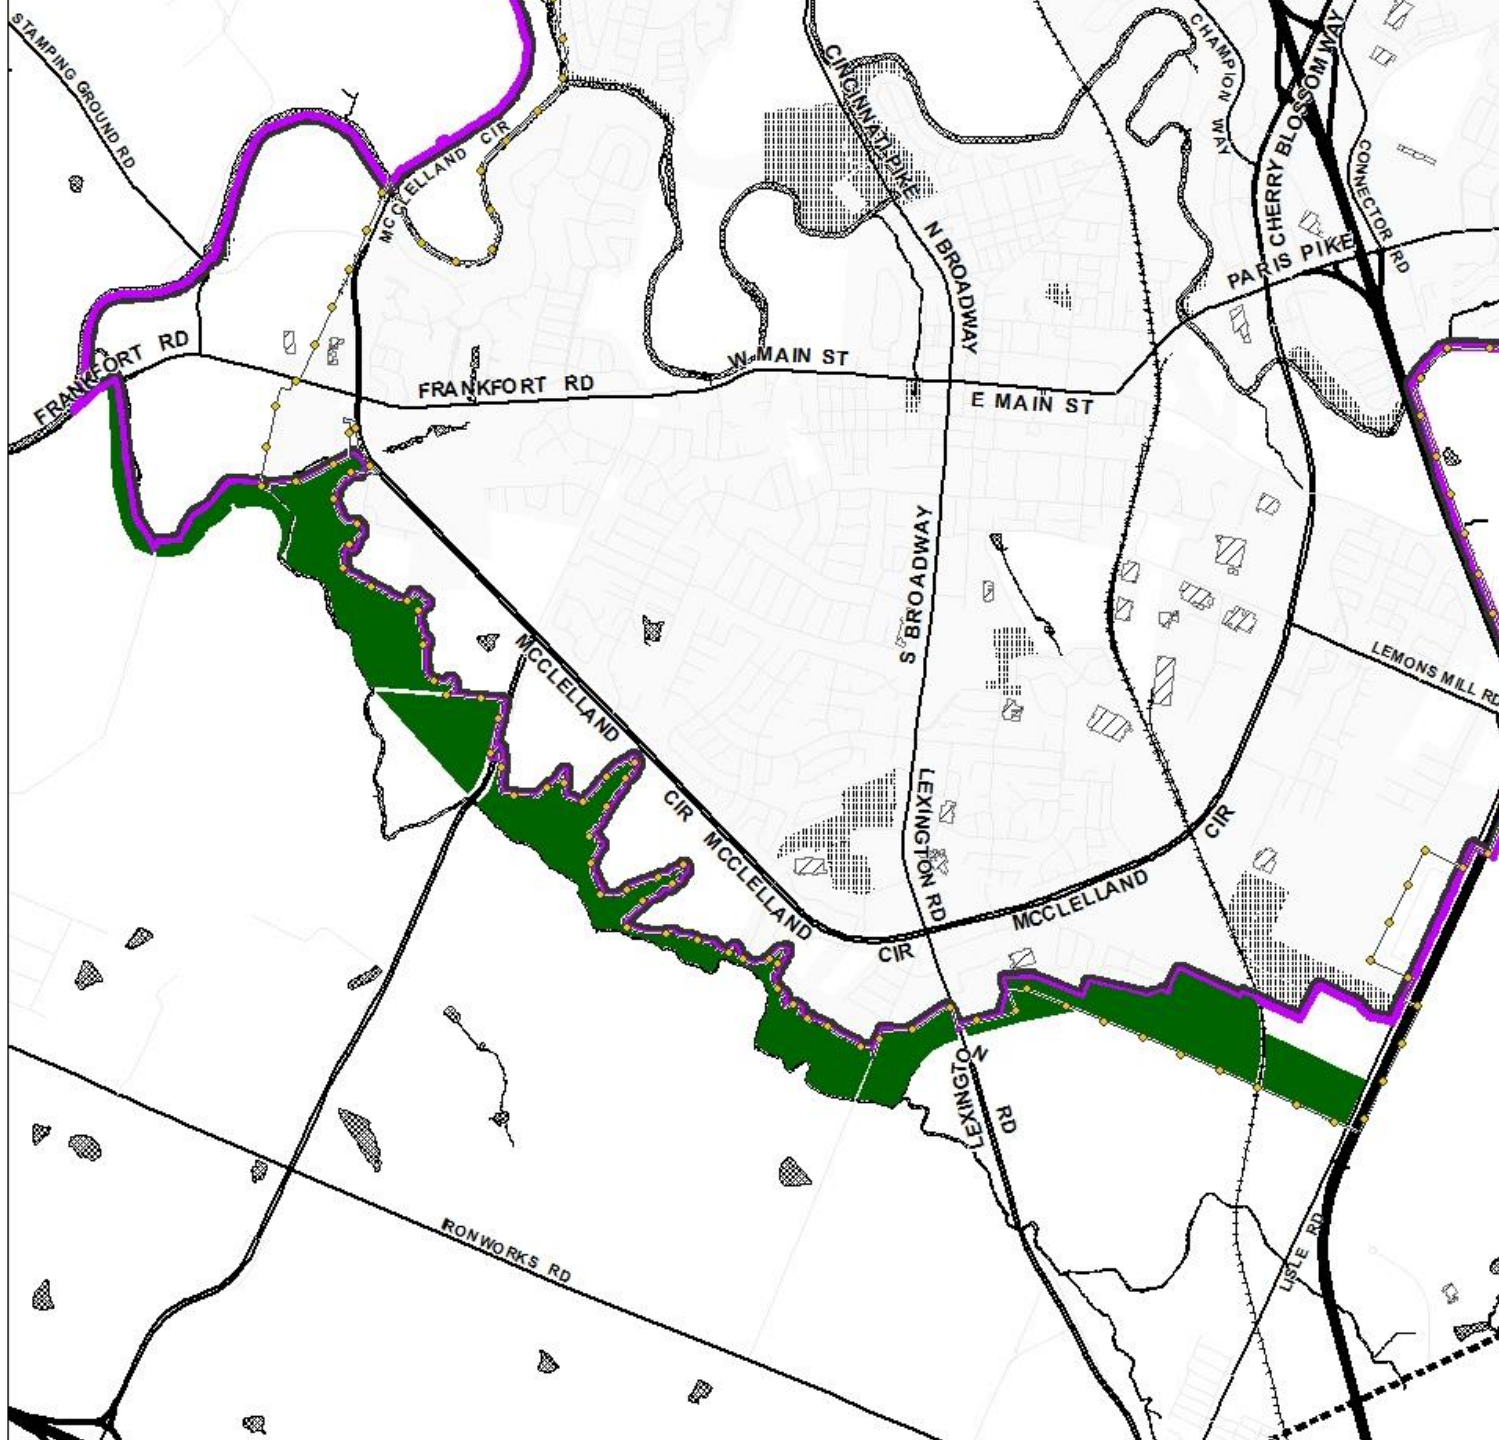 STAMPING GROUND RD
CINCINNATI PIKE
CHAMPION WAY
CHERRY BLOSSOM WAY
CONNECTOR RD
MCCLELLAND CIR
N BROADWAY
PARIS PIKE
FRANKFORT RD
FRANKFORT RD
W MAIN ST
E MAIN ST
S BROADWAY
LEMONS MILL RD
MCCLELLAND CIR
MCCLELLAND CIR
LEXINGTON RD
MCCLELLAND CIR
LEXINGTON RD
IRONWORKS RD
LISLE RD